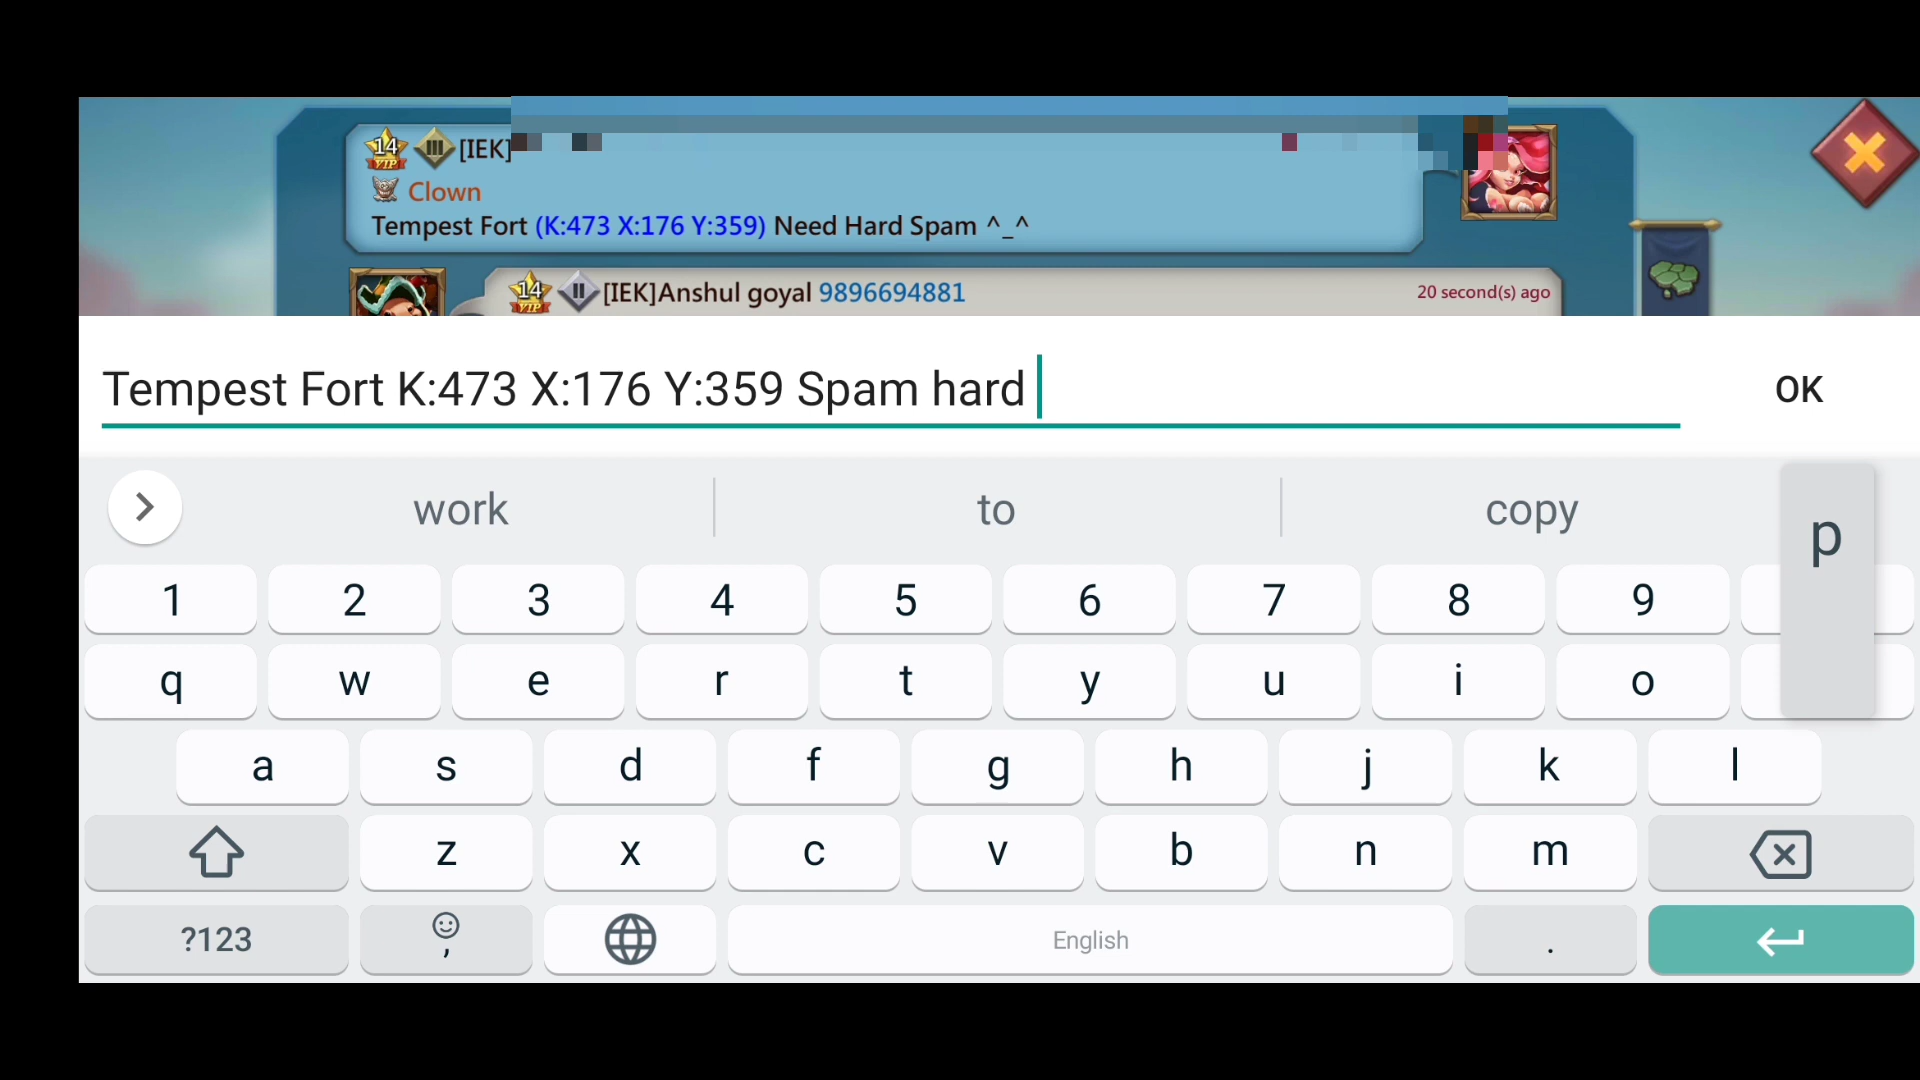 14 VIP III [IEK]
Clown
Tempest Fort (K:473 X:176 Y:359) Need Hard Spam ^_^
14 VIP II [IEK]Anshul goyal 9896694881 20 second(s) ago
Tempest Fort K:473 X:176 Y:359 Spam hard OK
work to copy p
1 2 3 4 5 6 7 8 9
q w e r t y u i o
a s d f g h j k l
z x c v b n m
?123 , English .